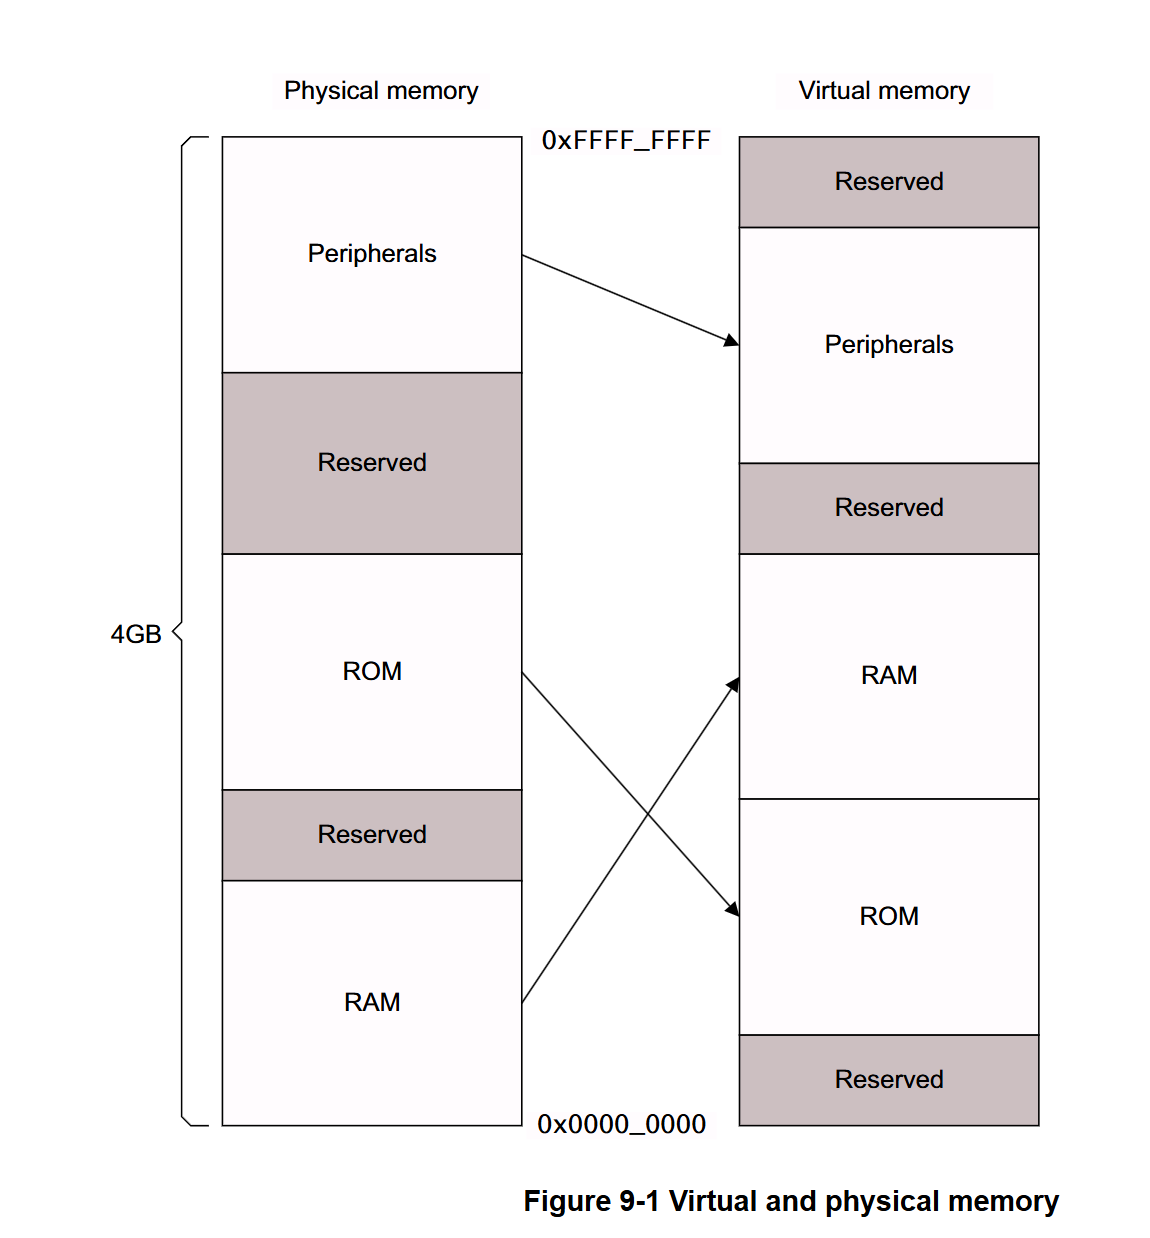 Physical memory
Virtual memory
0xFFFF_FFFF
Reserved
Peripherals
Peripherals
Reserved
Reserved
4GB
ROM
RAM
Reserved
ROM
RAM
Reserved
0x0000_0000
Figure 9-1 Virtual and physical memory